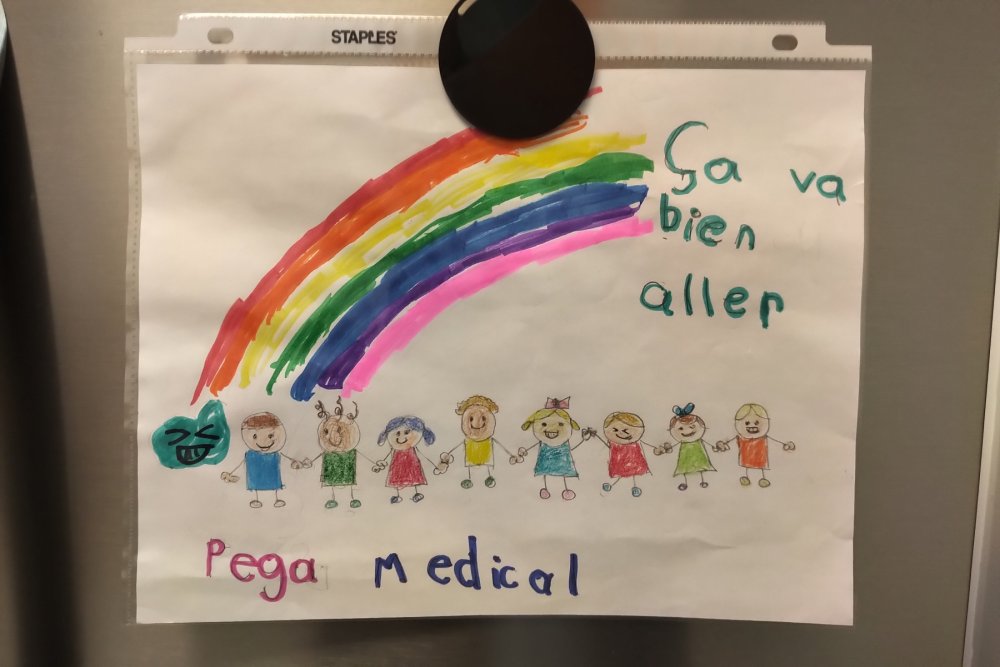 STAPLES
Ça va
bien
aller
Pega Medical